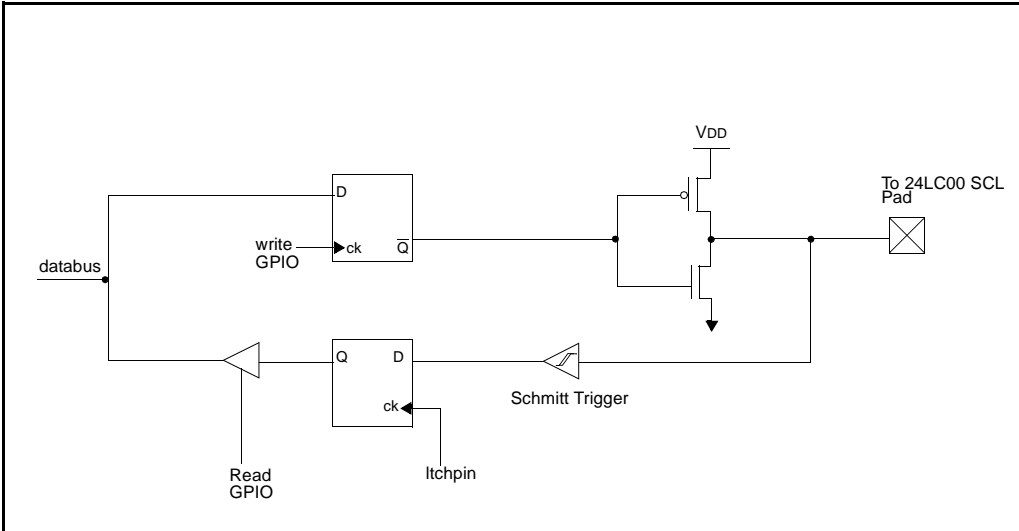 VDD
To 24LC00 SCL
Pad
D
write
GPIO
ck
Q
databus
Q
D
ck
Schmitt Trigger
Read
GPIO
ltchpin